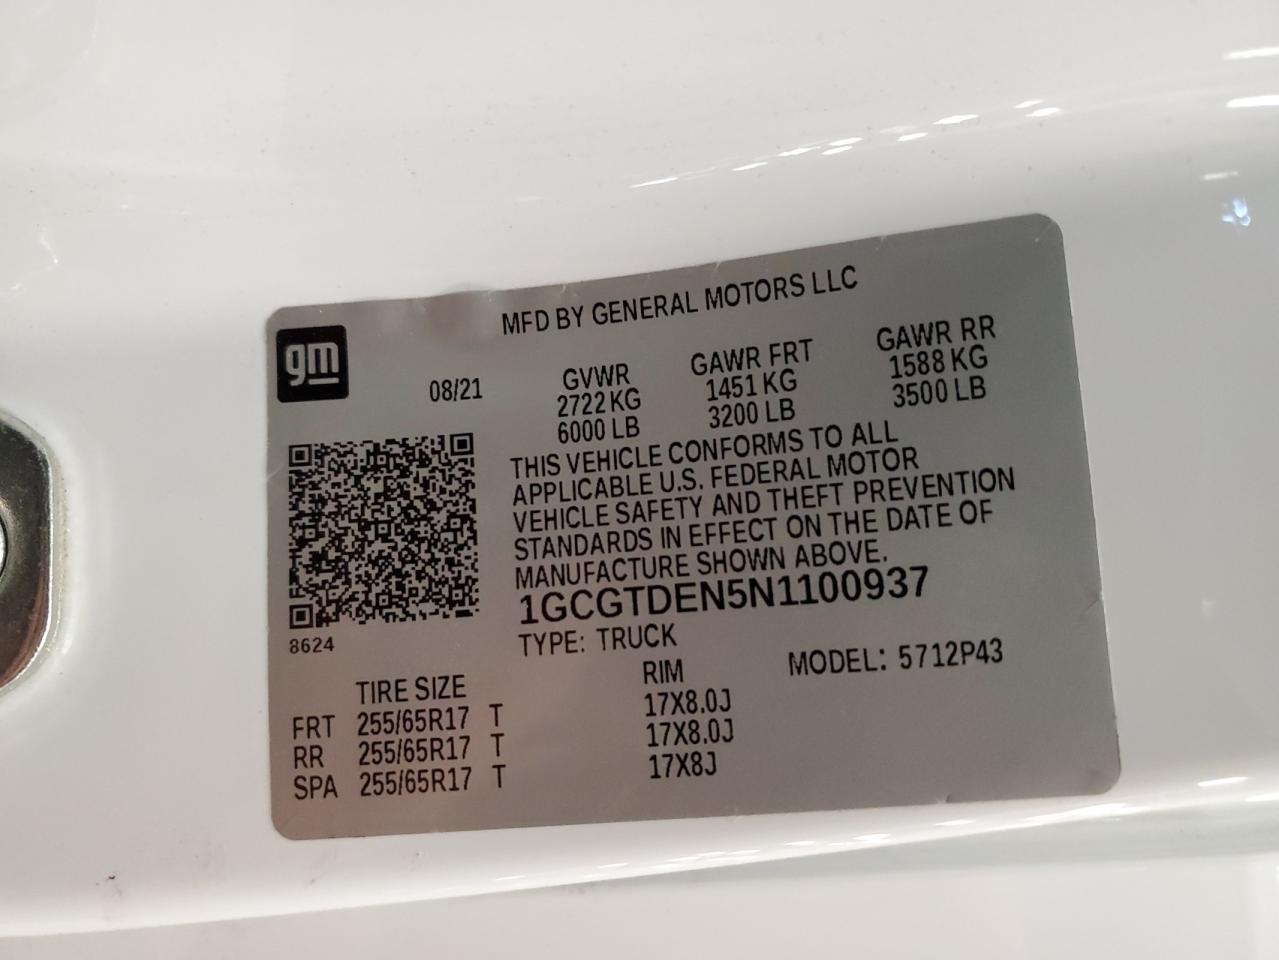 MFD BY GENERAL MOTORS LLC
gm
08/21 GVWR GAWR FRT GAWR RR
2722 KG 1451 KG 1588 KG
6000 LB 3200 LB 3500 LB
THIS VEHICLE CONFORMS TO ALL
APPLICABLE U.S. FEDERAL MOTOR
VEHICLE SAFETY AND THEFT PREVENTION
STANDARDS IN EFFECT ON THE DATE OF
MANUFACTURE SHOWN ABOVE.
1GCGTDEN5N1100937
8624
TYPE: TRUCK MODEL: 5712P43
TIRE SIZE RIM
FRT 255/65R17 T 17X8.0J
RR 255/65R17 T 17X8.0J
SPA 255/65R17 T 17X8J